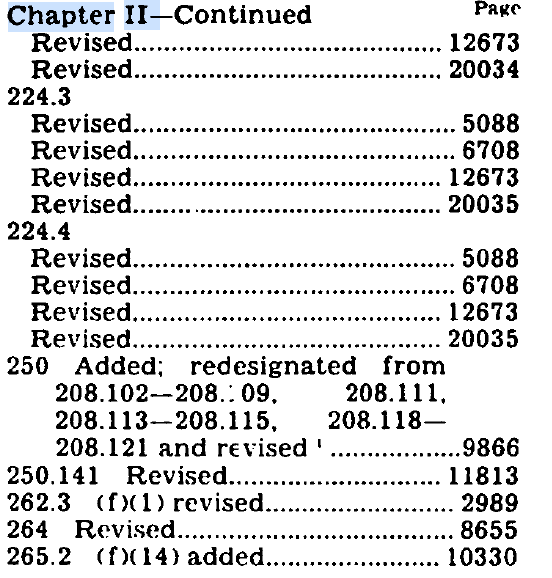 Chapter II—Continued Page
Revised........................................ 12673
Revised........................................ 20034
224.3
Revised.......................................... 5088
Revised.......................................... 6708
Revised........................................ 12673
Revised........................................ 20035
224.4
Revised.......................................... 5088
Revised.......................................... 6708
Revised........................................ 12673
Revised........................................ 20035
250 Added; redesignated from
208.102—208.109, 208.111,
208.113—208.115, 208.118—
208.121 and revised ¹ .................9866
250.141 Revised............................ 11813
262.3 (f)(1) revised......................... 2989
264 Revised..................................... 8655
265.2 (f)(14) added....................... 10330